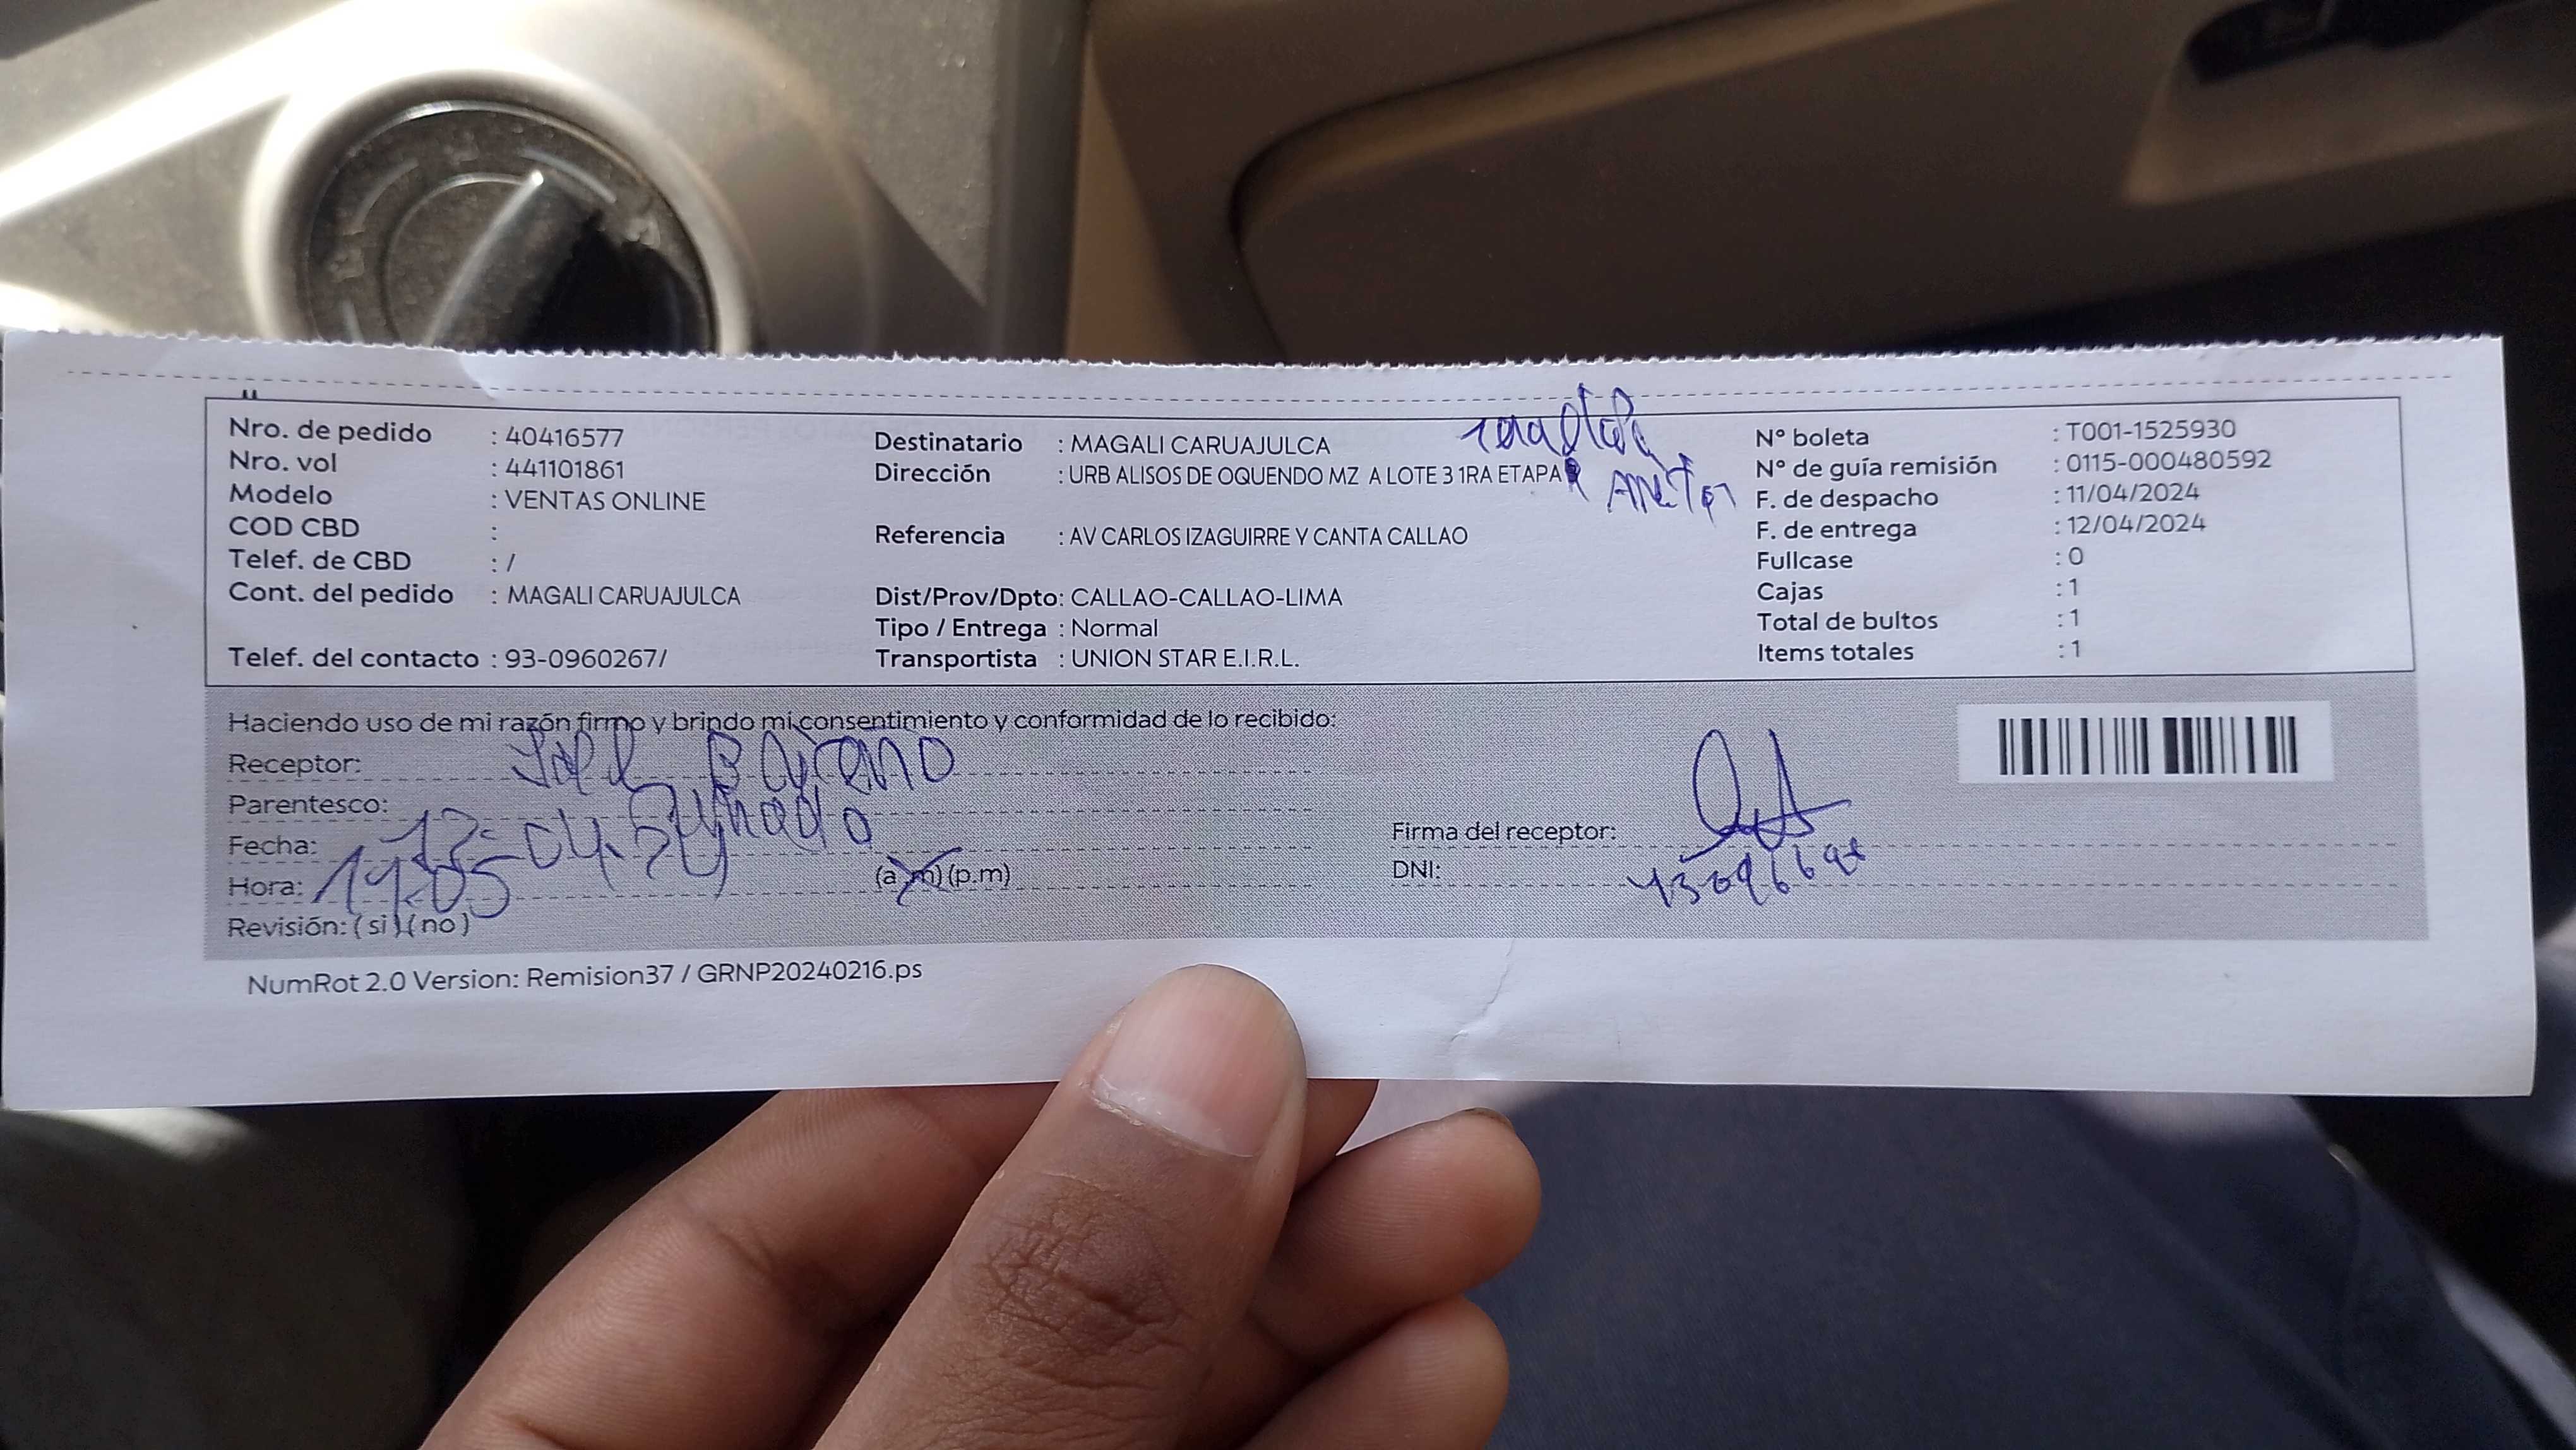 Nro. de pedido : 40416577
Nro. vol : 441101861
Modelo : VENTAS ONLINE
COD CBD :
Telef. de CBD : /
Cont. del pedido : MAGALI CARUAJULCA
Telef. del contacto : 93-0960267/
Destinatario : MAGALI CARUAJULCA
Dirección : URB ALISOS DE OQUENDO MZ A LOTE 3 1RA ETAPA
Referencia : AV CARLOS IZAGUIRRE Y CANTA CALLAO
Dist/Prov/Dpto: CALLAO-CALLAO-LIMA
Tipo / Entrega : Normal
Transportista : UNION STAR E.I.R.L.
N° boleta : T001-1525930
N° de guía remisión : 0115-000480592
F. de despacho : 11/04/2024
F. de entrega : 12/04/2024
Fullcase : 0
Cajas : 1
Total de bultos : 1
Items totales : 1
Haciendo uso de mi razón firmo y brindo mi consentimiento y conformidad de lo recibido:
Receptor:
Parentesco:
Fecha: 12-04.24
Hora: 14:05 (a.m) (p.m)
Revisión: ( si ) ( no )
Firma del receptor:
DNI:
NumRot 2.0 Version: Remision37 / GRNP20240216.ps